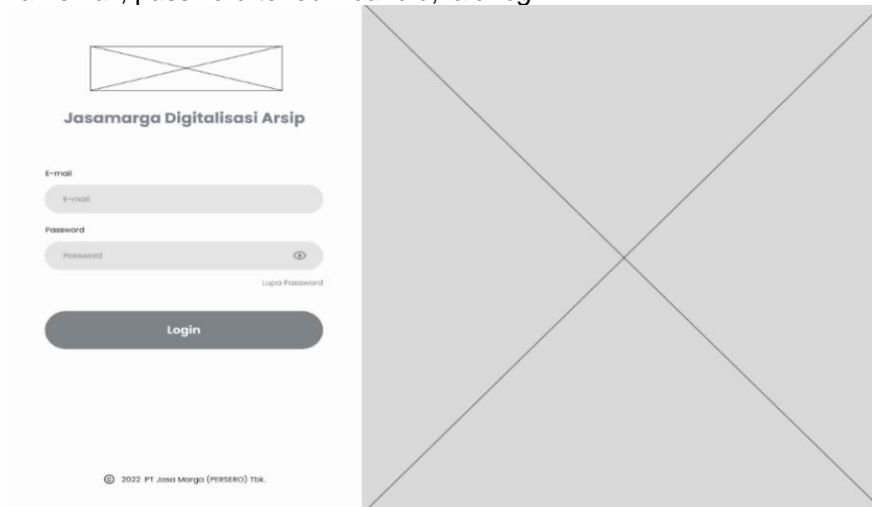 Jasamarga Digitalisasi Arsip
E-mail
E-mail
Password
Password
Lupa Password
Login
© 2022 PT Jasa Marga (PERSERO) Tbk.